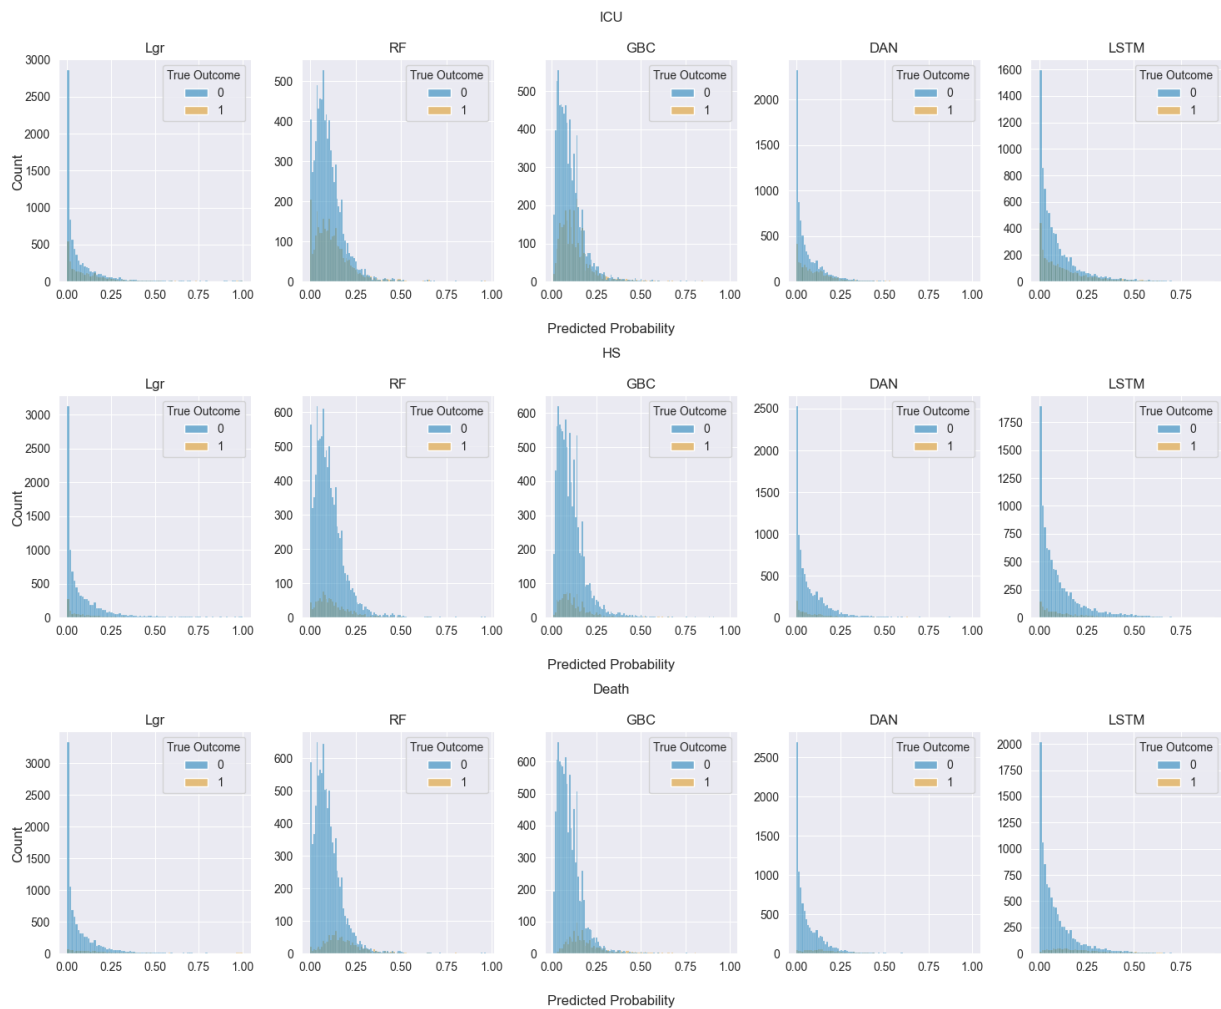 ICU
Lgr RF GBC DAN LSTM
True Outcome 0 1 True Outcome 0 1 True Outcome 0 1 True Outcome 0 1 True Outcome 0 1
Count
3000 2500 2000 1500 1000 500 0
500 400 300 200 100 0
500 400 300 200 100 0
2000 1500 1000 500 0
1600 1400 1200 1000 800 600 400 200 0
0.00 0.25 0.50 0.75 1.00 0.00 0.25 0.50 0.75 1.00 0.00 0.25 0.50 0.75 1.00 0.00 0.25 0.50 0.75 1.00 0.00 0.25 0.50 0.75
Predicted Probability
HS
Lgr RF GBC DAN LSTM
True Outcome 0 1 True Outcome 0 1 True Outcome 0 1 True Outcome 0 1 True Outcome 0 1
Count
3000 2500 2000 1500 1000 500 0
600 500 400 300 200 100 0
600 500 400 300 200 100 0
2500 2000 1500 1000 500 0
1750 1500 1250 1000 750 500 250 0
0.00 0.25 0.50 0.75 1.00 0.00 0.25 0.50 0.75 1.00 0.00 0.25 0.50 0.75 1.00 0.00 0.25 0.50 0.75 1.00 0.00 0.25 0.50 0.75
Predicted Probability
Death
Lgr RF GBC DAN LSTM
True Outcome 0 1 True Outcome 0 1 True Outcome 0 1 True Outcome 0 1 True Outcome 0 1
Count
3000 2500 2000 1500 1000 500 0
600 500 400 300 200 100 0
600 500 400 300 200 100 0
2500 2000 1500 1000 500 0
2000 1750 1500 1250 1000 750 500 250 0
0.00 0.25 0.50 0.75 1.00 0.00 0.25 0.50 0.75 1.00 0.00 0.25 0.50 0.75 1.00 0.00 0.25 0.50 0.75 1.00 0.00 0.25 0.50 0.75
Predicted Probability